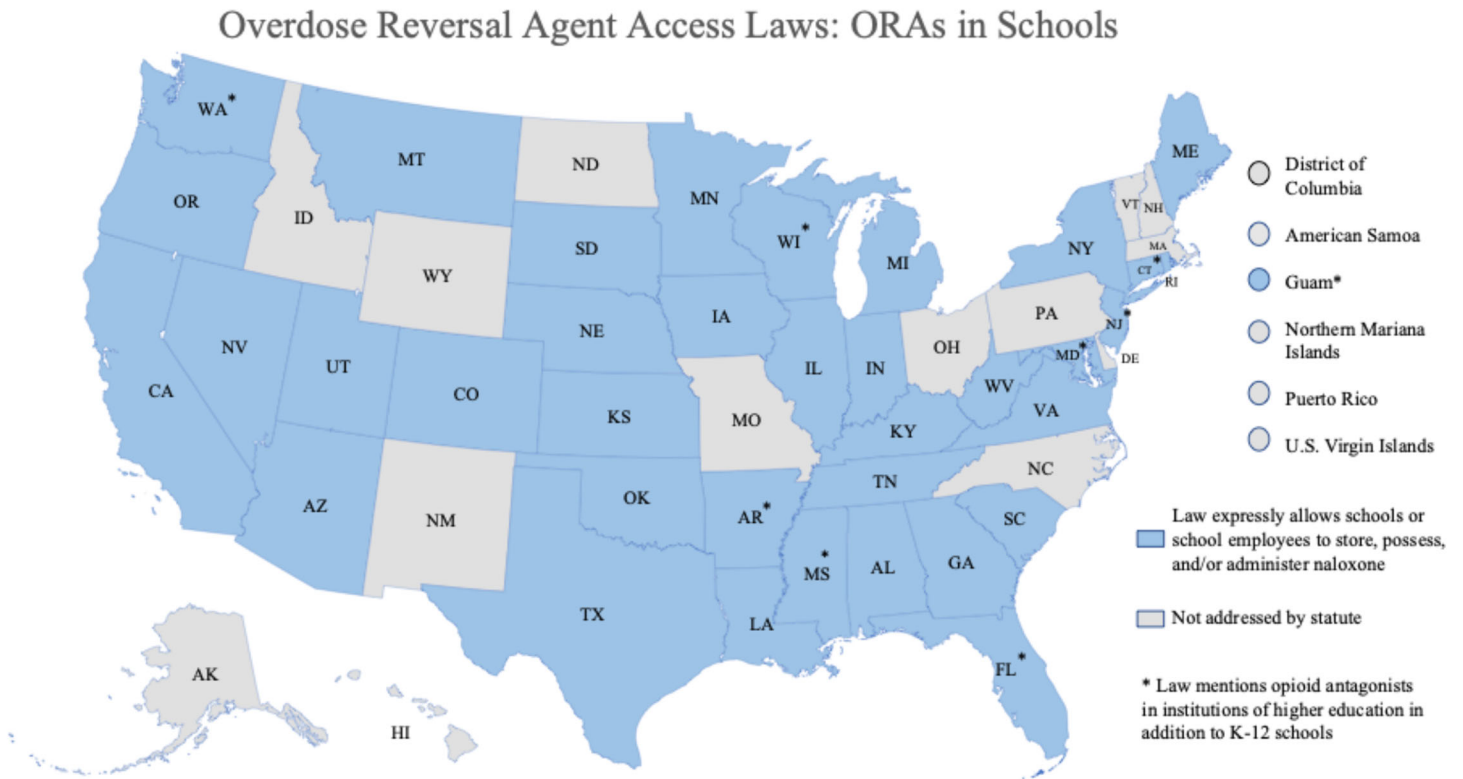 Overdose Reversal Agent Access Laws: ORAs in Schools
WA*
MT
ND
MN
ME
OR
ID
SD
WI*
MI
NY
VT
NH
MA
CT*
RI
WY
NE
IA
PA
NJ*
NV
UT
CO
IL
IN
OH
MD*
DE
CA
KS
MO
WV
VA
KY
AZ
NM
OK
AR*
TN
NC
SC
MS*
AL
GA
TX
LA
FL*
AK
HI
District of
Columbia
American Samoa
Guam*
Northern Mariana
Islands
Puerto Rico
U.S. Virgin Islands
Law expressly allows schools or
school employees to store, possess,
and/or administer naloxone
Not addressed by statute
* Law mentions opioid antagonists
in institutions of higher education in
addition to K-12 schools